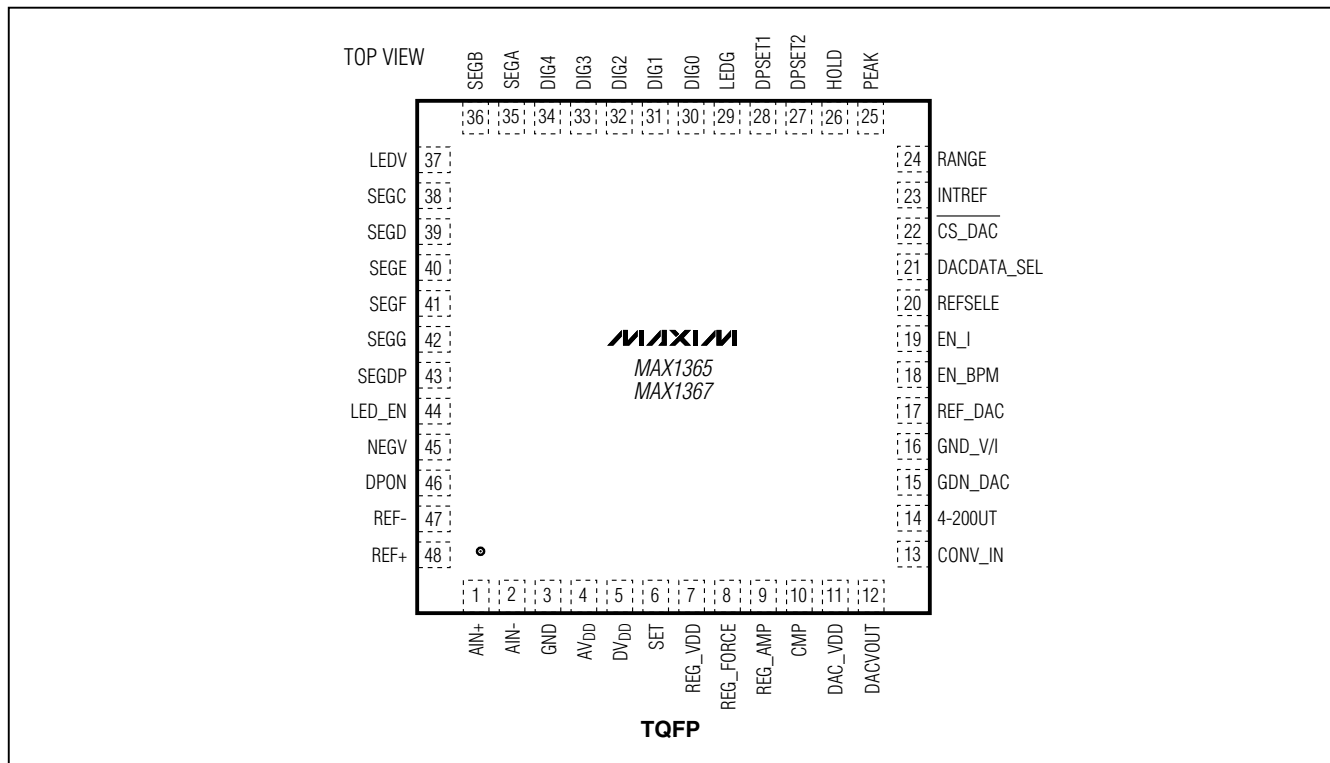 TOP VIEW
SEGB
SEGA
DIG4
DIG3
DIG2
DIG1
DIG0
LEDG
DPSET1
DPSET2
HOLD
PEAK
36
35
34
33
32
31
30
29
28
27
26
25
LEDV 37
SEGC 38
SEGD 39
SEGE 40
SEGF 41
SEGG 42
SEGDP 43
LED_EN 44
NEGV 45
DPON 46
REF- 47
REF+ 48
24 RANGE
23 INTREF
22 CS_DAC
21 DACDATA_SEL
20 REFSELE
19 EN_I
18 EN_BPM
17 REF_DAC
16 GND_V/I
15 GDN_DAC
14 4-200UT
13 CONV_IN
MAXIM
MAX1365
MAX1367
1
2
3
4
5
6
7
8
9
10
11
12
AIN+
AIN-
GND
AVDD
DVDD
SET
REG_VDD
REG_FORCE
REG_AMP
CMP
DAC_VDD
DACVOUT
TQFP